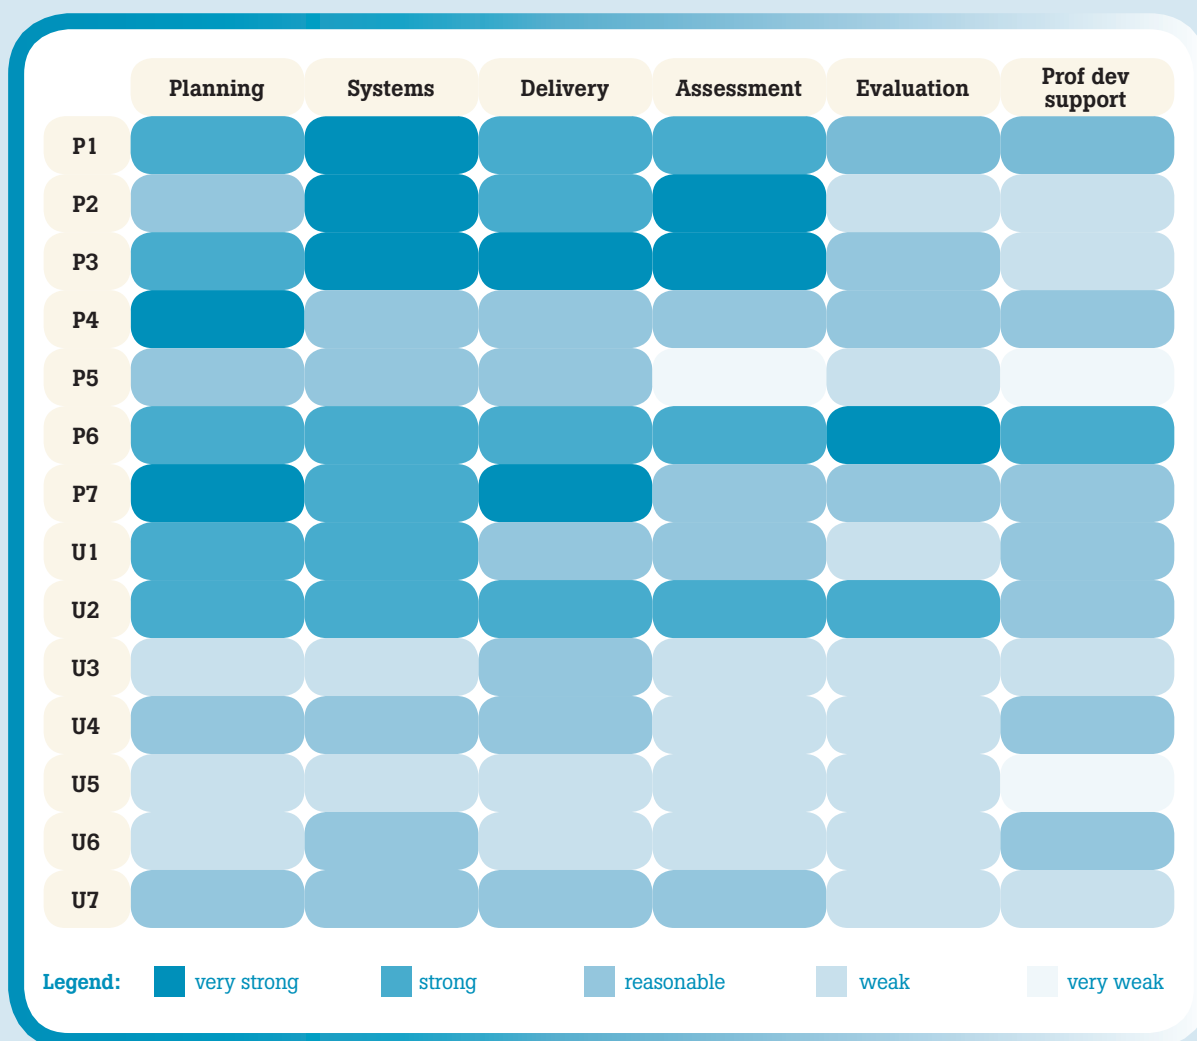 Planning Systems Delivery Assessment Evaluation Prof dev
support
P1
P2
P3
P4
P5
P6
P7
U1
U2
U3
U4
U5
U6
U7
Legend: very strong strong reasonable weak very weak